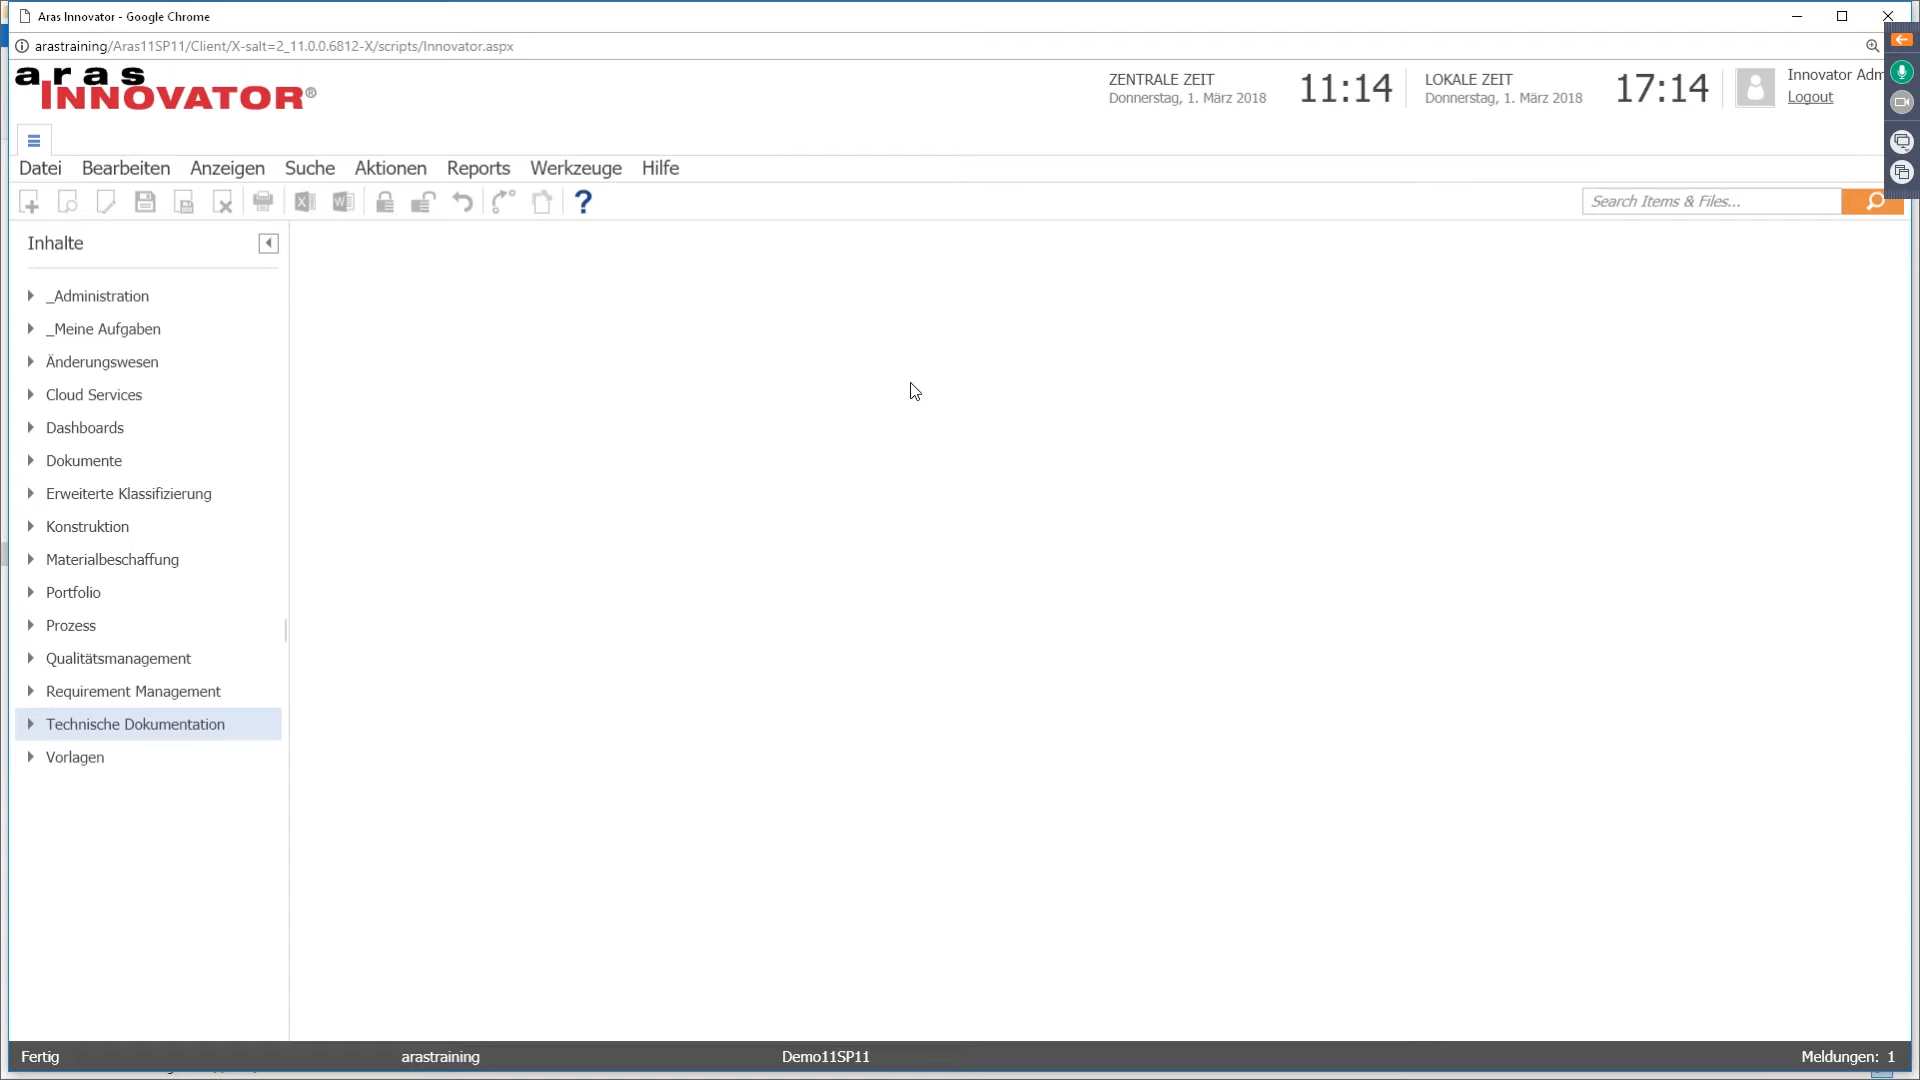 Aras Innovator - Google Chrome
arastraining/Aras11SP11/Client/X-salt=2_11.0.0.6812-X/scripts/Innovator.aspx
aras
INNOVATOR®
ZENTRALE ZEIT
Donnerstag, 1. März 2018
11:14
LOKALE ZEIT
Donnerstag, 1. März 2018
17:14
Innovator Adm
Logout
Datei Bearbeiten Anzeigen Suche Aktionen Reports Werkzeuge Hilfe
Search Items & Files...
Inhalte
_Administration
_Meine Aufgaben
Änderungswesen
Cloud Services
Dashboards
Dokumente
Erweiterte Klassifizierung
Konstruktion
Materialbeschaffung
Portfolio
Prozess
Qualitätsmanagement
Requirement Management
Technische Dokumentation
Vorlagen
Fertig arastraining Demo11SP11 Meldungen: 1